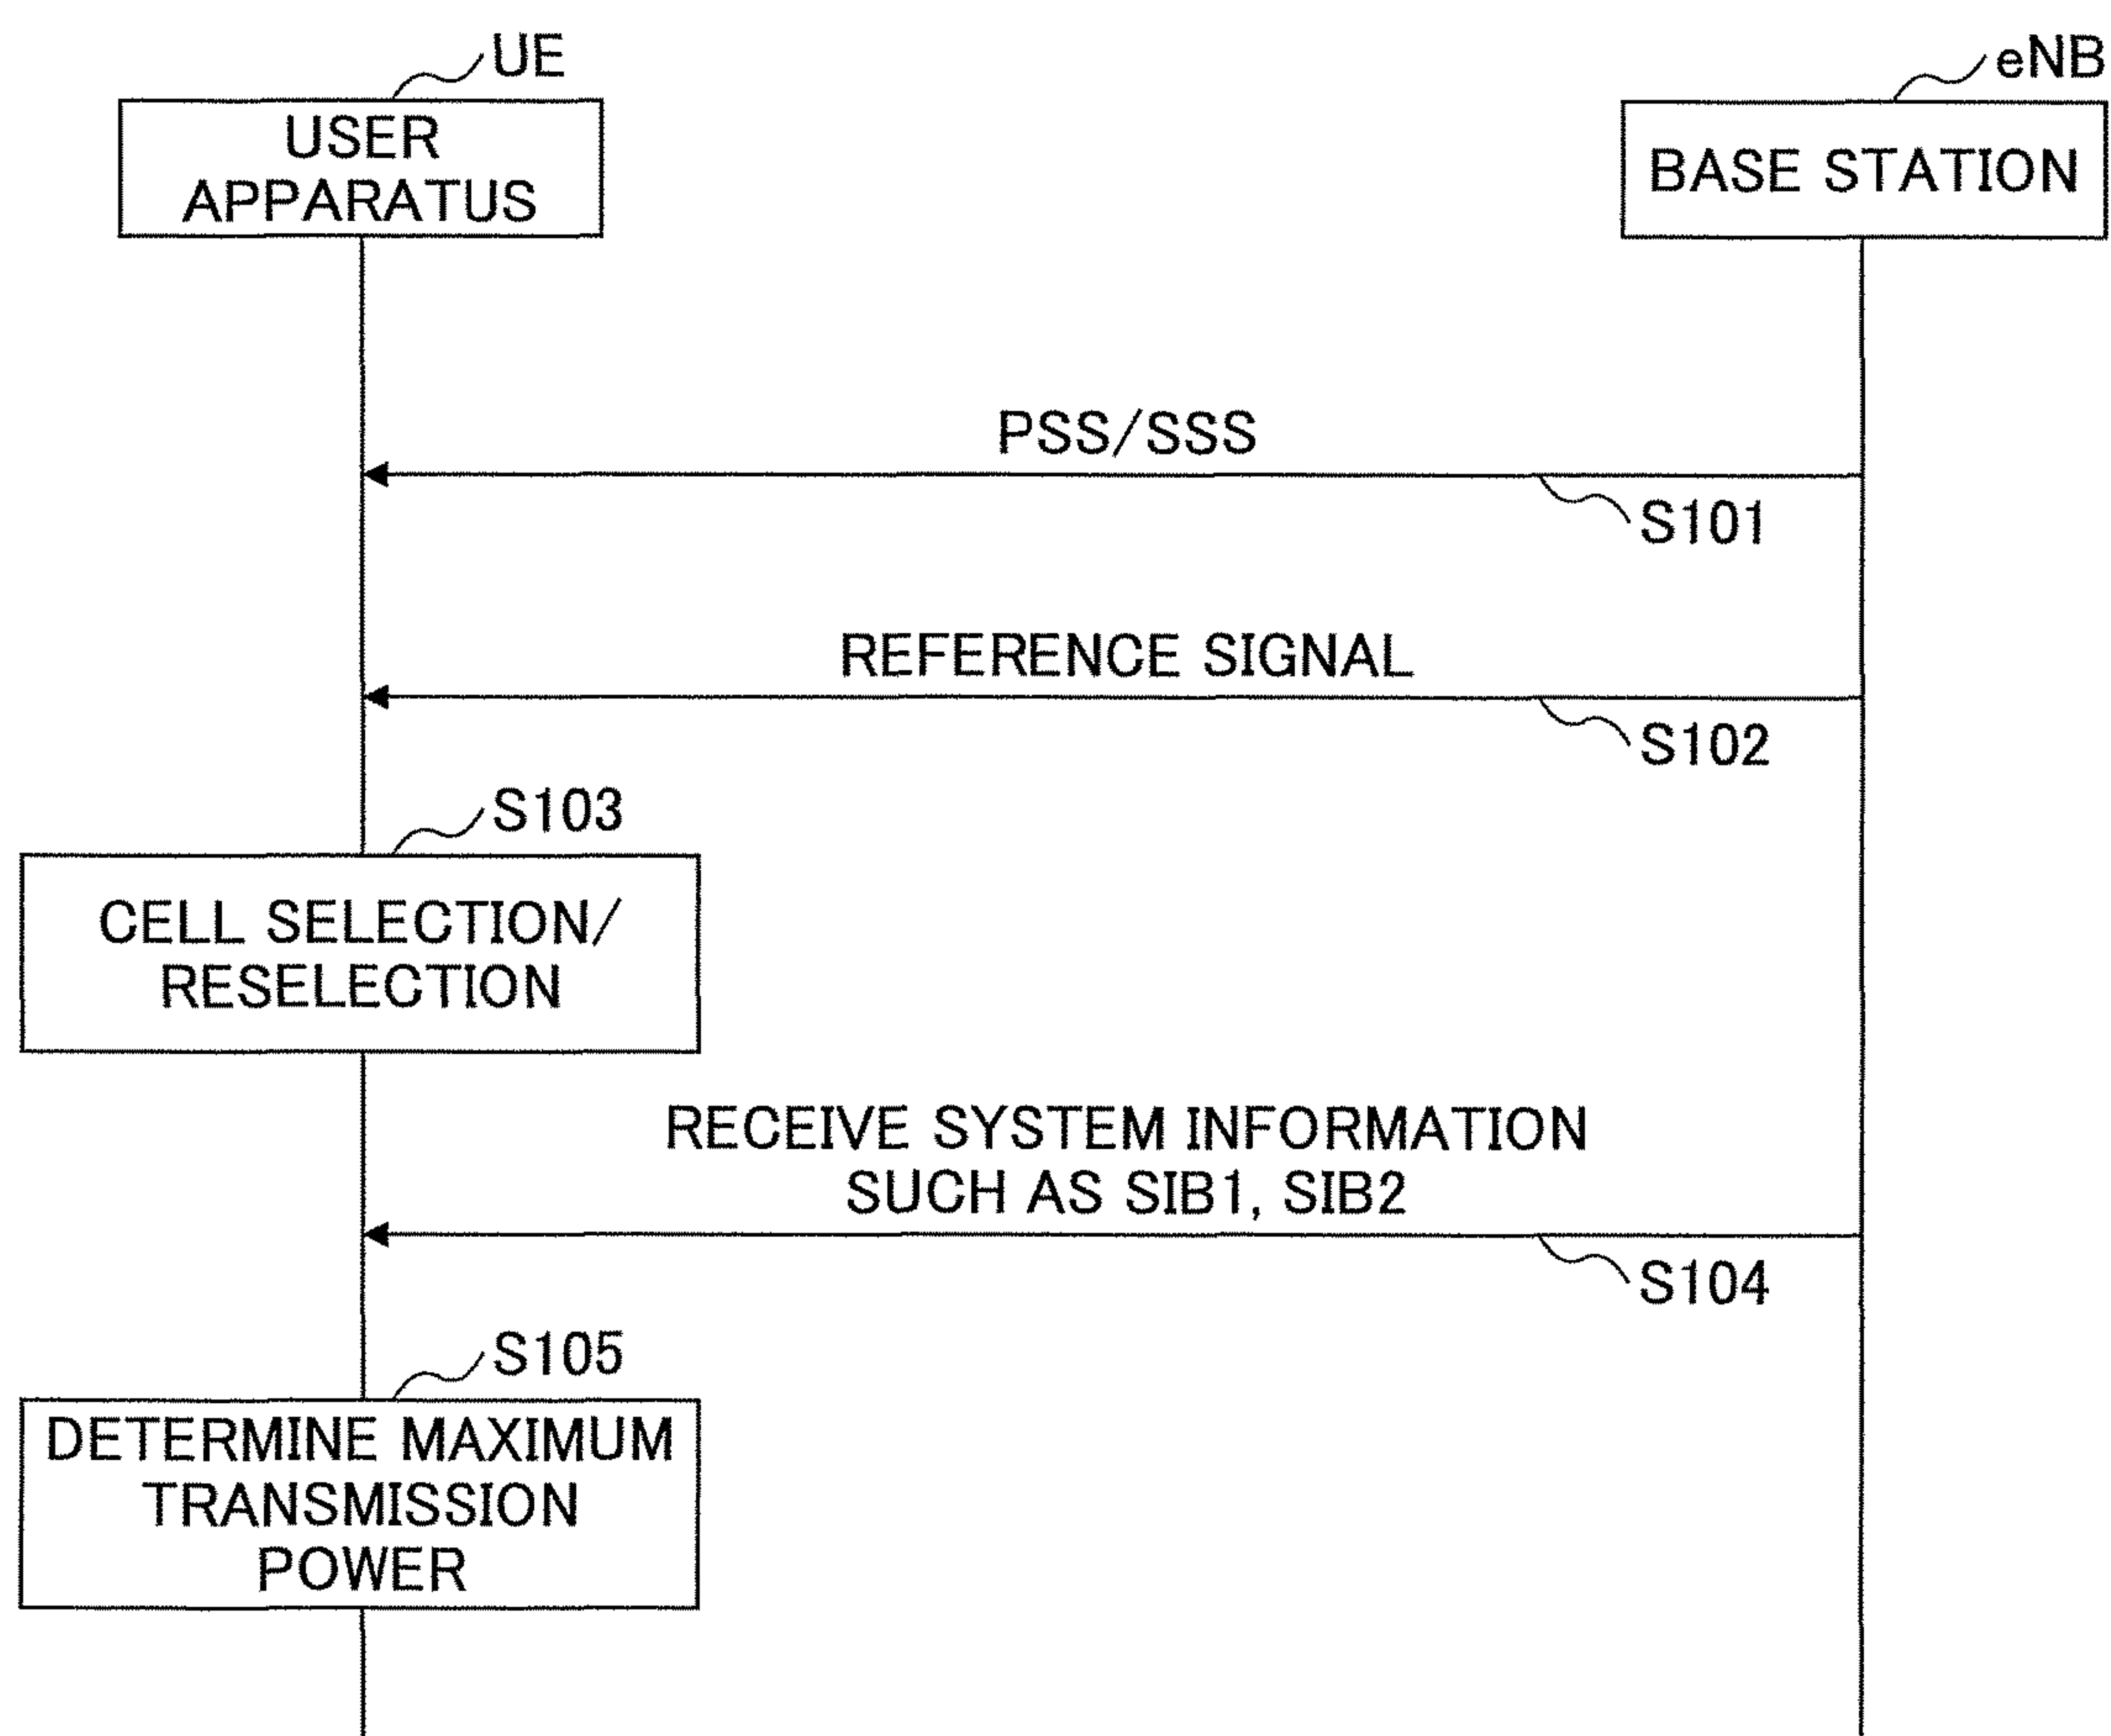 UE
eNB
USER
APPARATUS
BASE STATION
PSS/SSS
S101
REFERENCE SIGNAL
S102
S103
CELL SELECTION/
RESELECTION
RECEIVE SYSTEM INFORMATION
SUCH AS SIB1, SIB2
S104
S105
DETERMINE MAXIMUM
TRANSMISSION
POWER